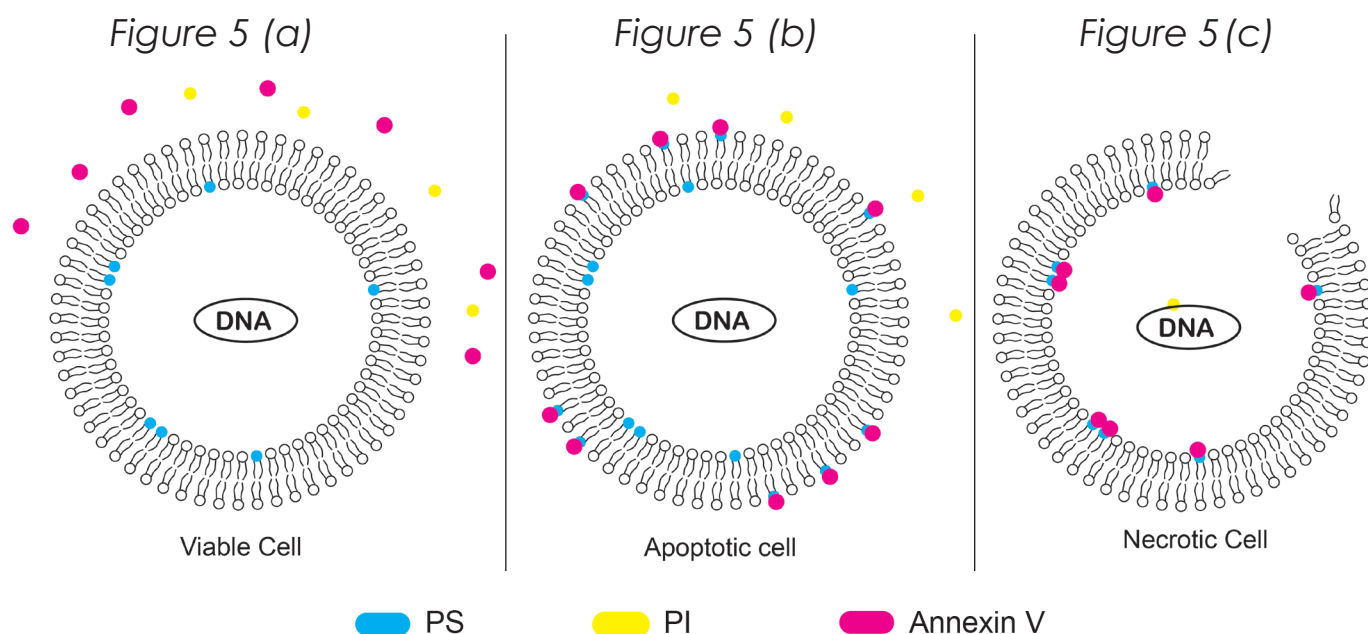 Figure 5 (a)
Figure 5 (b)
Figure 5 (c)
DNA
DNA
DNA
Viable Cell
Apoptotic cell
Necrotic Cell
PS
PI
Annexin V